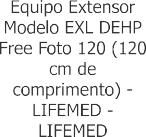 Equipo Extensor
Modelo EXL DEHP
Free Foto 120 (120
cm de
comprimento) -
LIFEMED -
LIFEMED